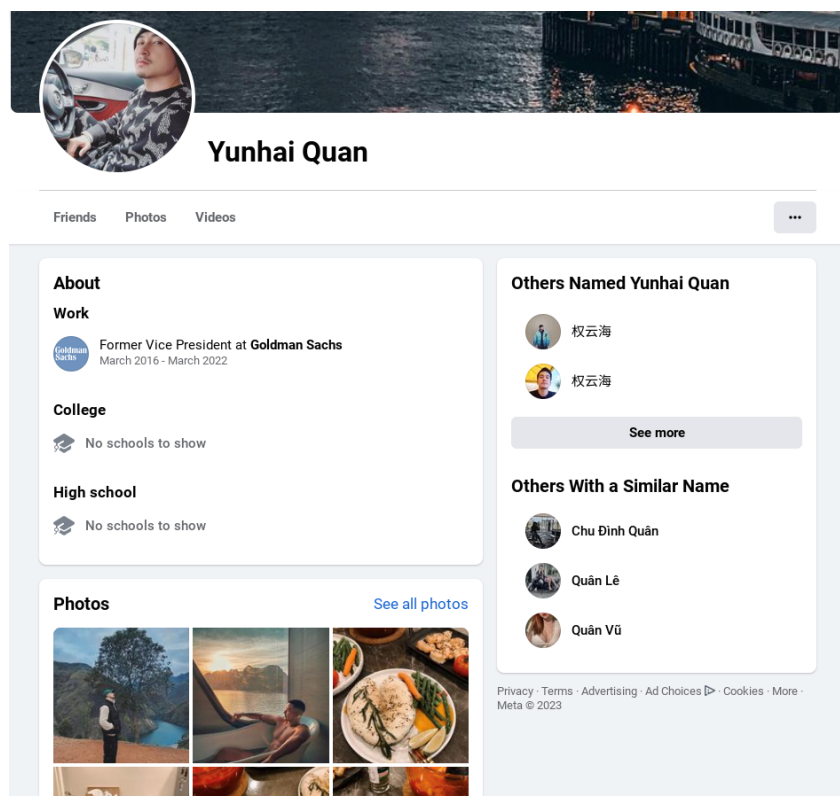 Yunhai Quan
Friends
Photos
Videos
About
Work
Goldman
Sachs
Former Vice President at Goldman Sachs
March 2016 - March 2022
College
No schools to show
High school
No schools to show
Photos
See all photos
Others Named Yunhai Quan
权云海
权云海
See more
Others With a Similar Name
Chu Đình Quân
Quân Lê
Quân Vũ
Privacy · Terms · Advertising · Ad Choices · Cookies · More ·
Meta © 2023